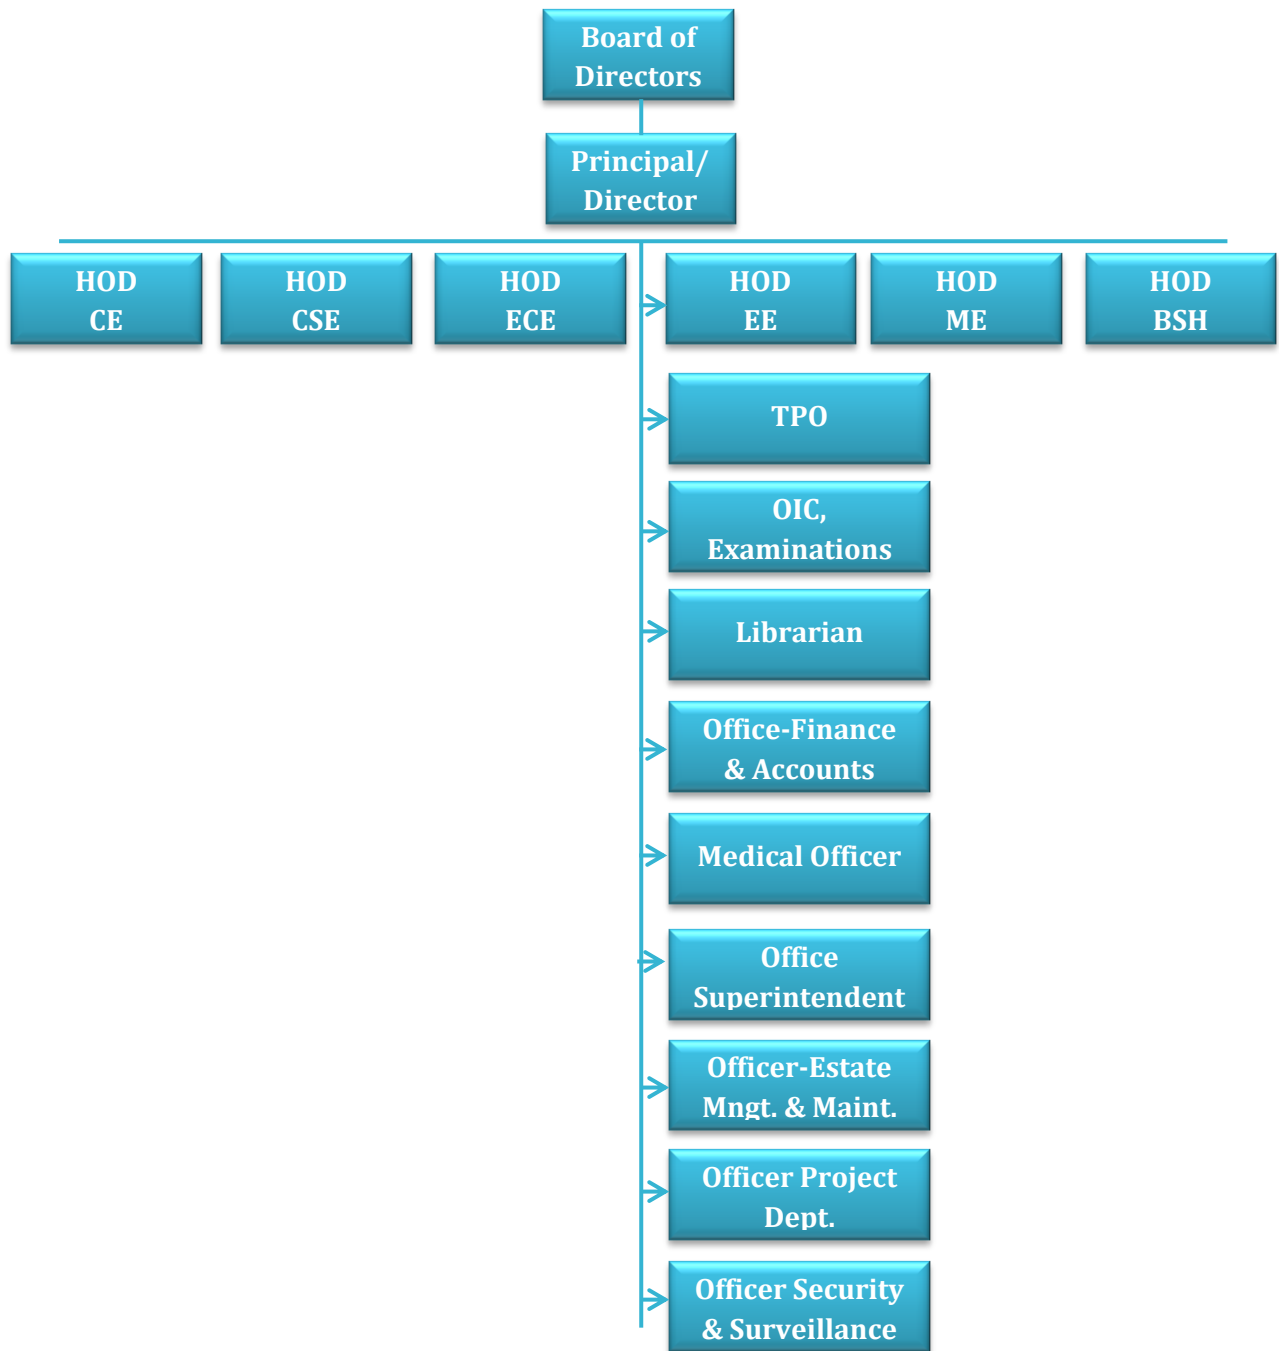 Board of
Directors
Principal/
Director
HOD
CE
HOD
CSE
HOD
ECE
HOD
EE
HOD
ME
HOD
BSH
TPO
OIC,
Examinations
Librarian
Office-Finance
& Accounts
Medical Officer
Office
Superintendent
Officer-Estate
Mngt. & Maint.
Officer Project
Dept.
Officer Security
& Surveillance